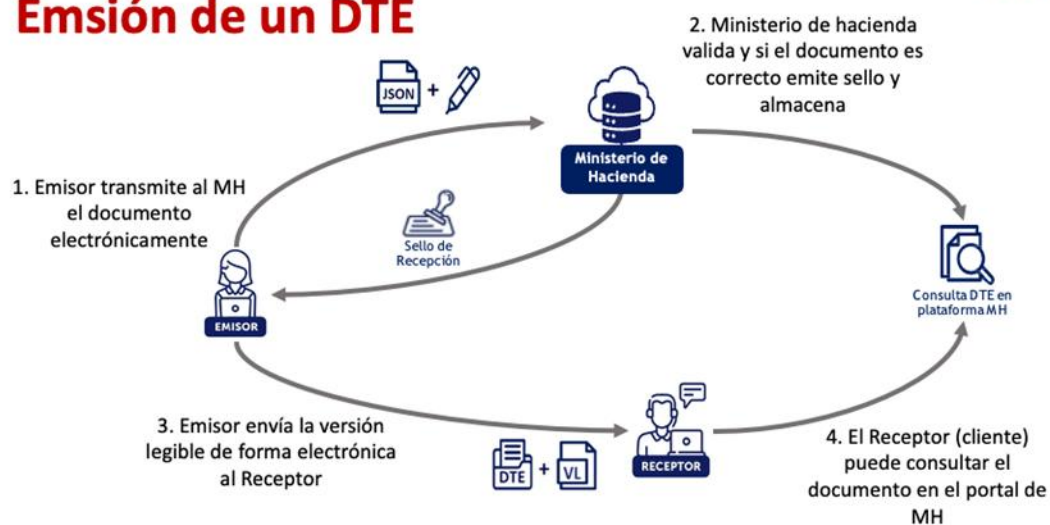 Emsión de un DTE
2. Ministerio de hacienda
valida y si el documento es
correcto emite sello y
almacena
JSON +
Ministerio de
Hacienda
1. Emisor transmite al MH
el documento
electrónicamente
Sello de
Recepción
EMISOR
Consulta DTE en
plataforma MH
3. Emisor envía la versión
legible de forma electrónica
al Receptor
DTE + VL
RECEPTOR
4. El Receptor (cliente)
puede consultar el
documento en el portal de
MH